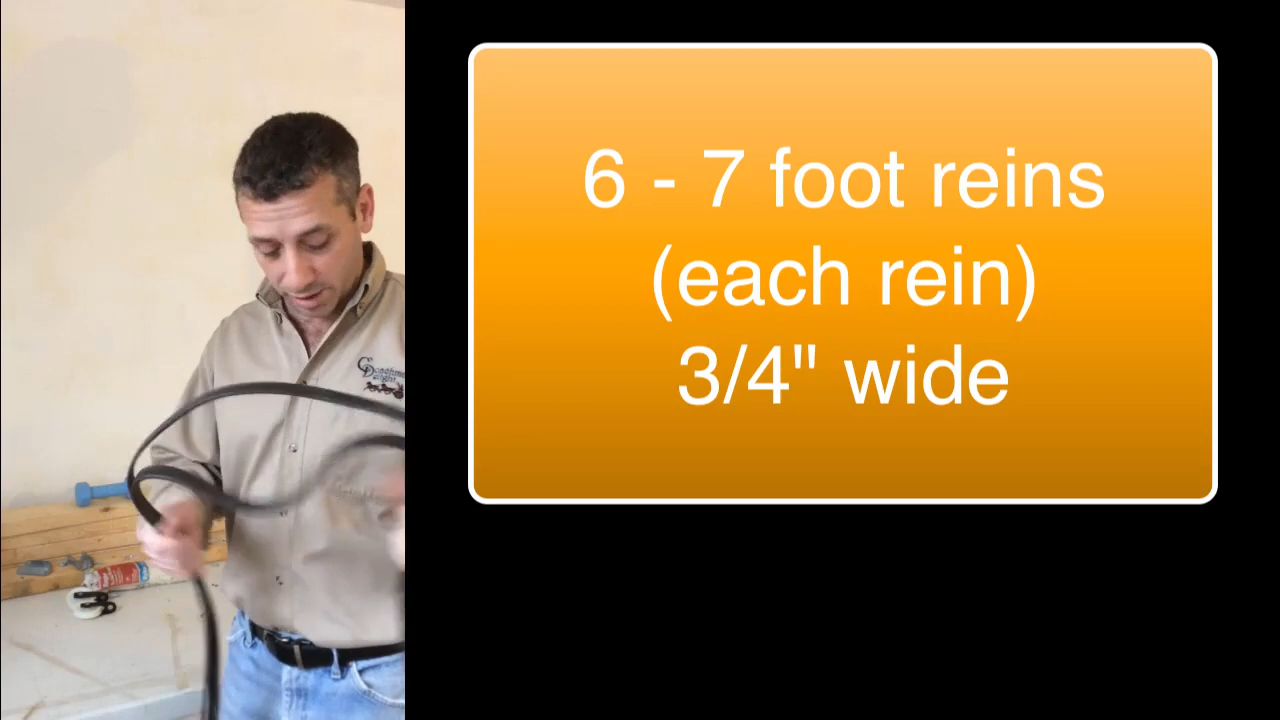 6 - 7 foot reins
(each rein)
3/4" wide